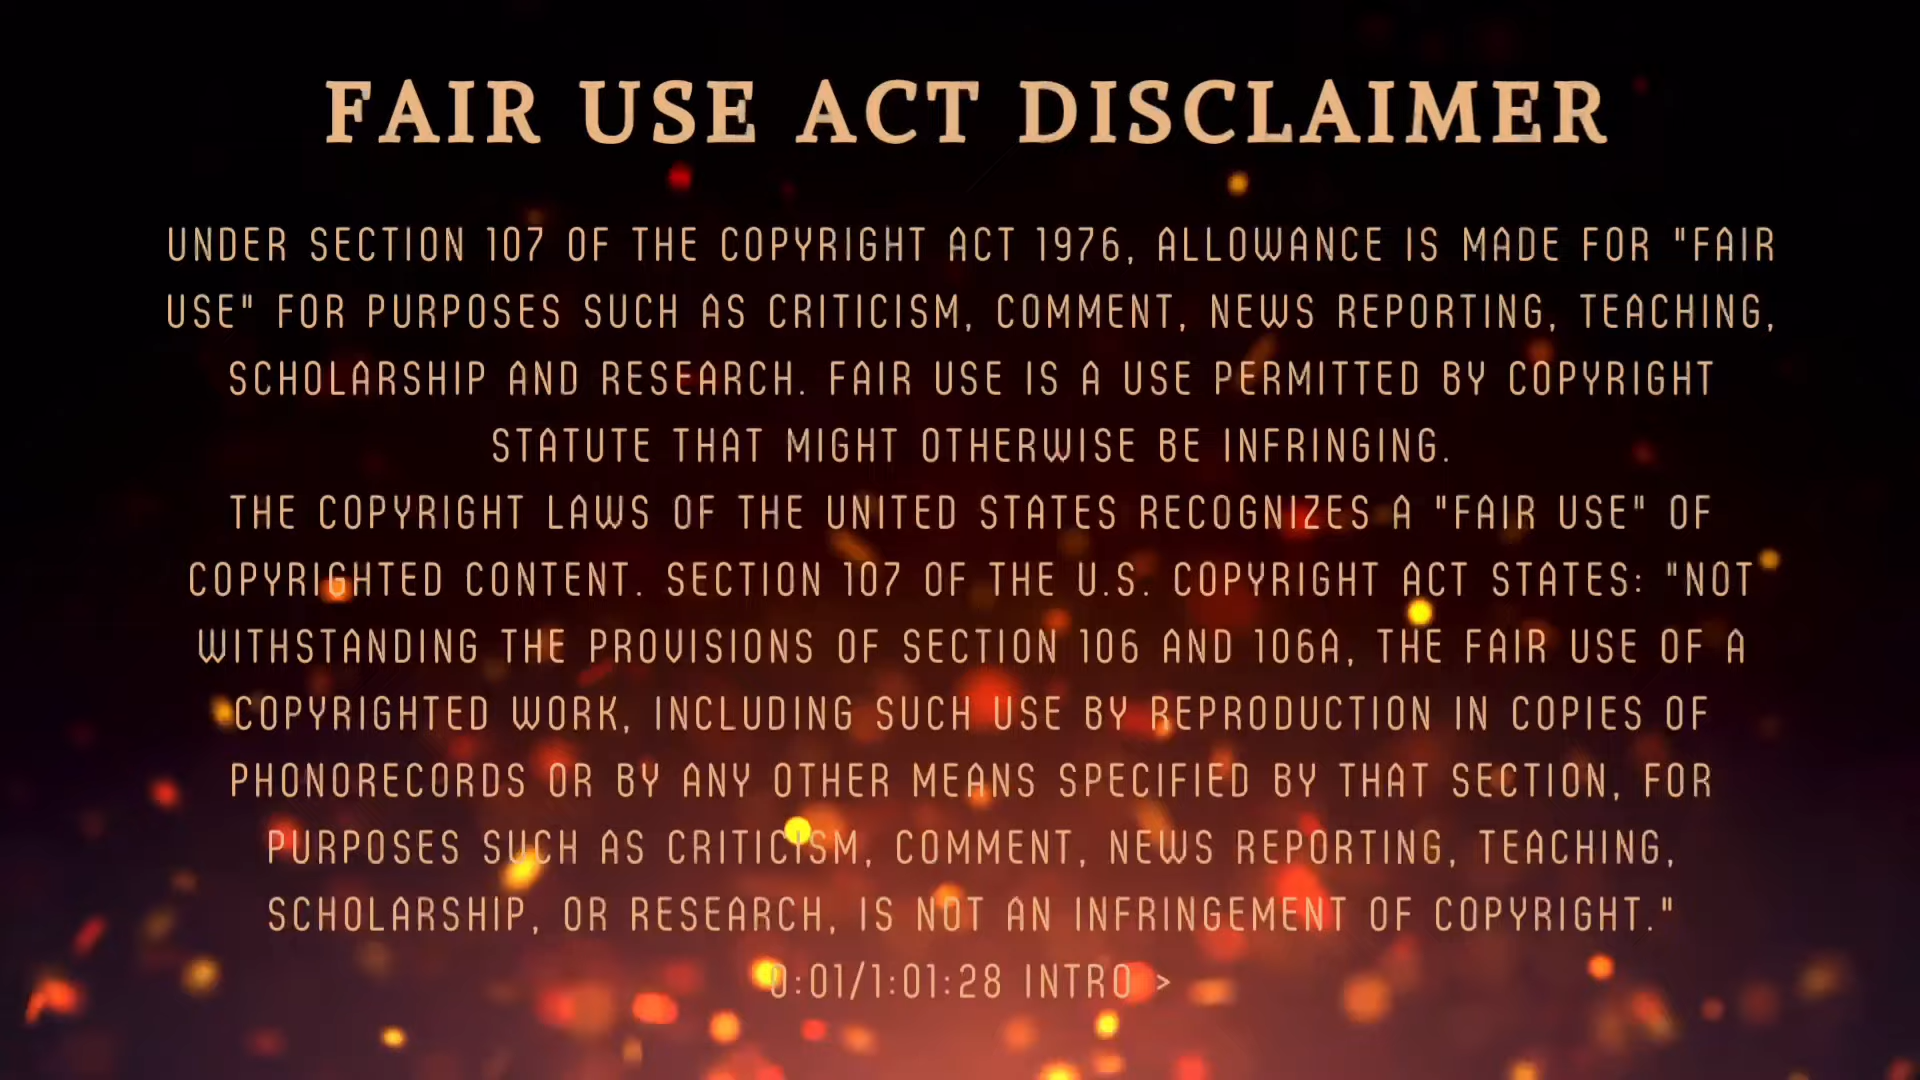 FAIR USE ACT DISCLAIMER
UNDER SECTION 107 OF THE COPYRIGHT ACT 1976, ALLOWANCE IS MADE FOR "FAIR
USE" FOR PURPOSES SUCH AS CRITICISM, COMMENT, NEWS REPORTING, TEACHING,
SCHOLARSHIP AND RESEARCH. FAIR USE IS A USE PERMITTED BY COPYRIGHT
STATUTE THAT MIGHT OTHERWISE BE INFRINGING.
THE COPYRIGHT LAWS OF THE UNITED STATES RECOGNIZES A "FAIR USE" OF
COPYRIGHTED CONTENT. SECTION 107 OF THE U.S. COPYRIGHT ACT STATES: "NOT
WITHSTANDING THE PROVISIONS OF SECTION 106 AND 106A, THE FAIR USE OF A
COPYRIGHTED WORK, INCLUDING SUCH USE BY REPRODUCTION IN COPIES OF
PHONORECORDS OR BY ANY OTHER MEANS SPECIFIED BY THAT SECTION, FOR
PURPOSES SUCH AS CRITICISM, COMMENT, NEWS REPORTING, TEACHING,
SCHOLARSHIP, OR RESEARCH, IS NOT AN INFRINGEMENT OF COPYRIGHT."
0:01/1:01:28 INTRO >